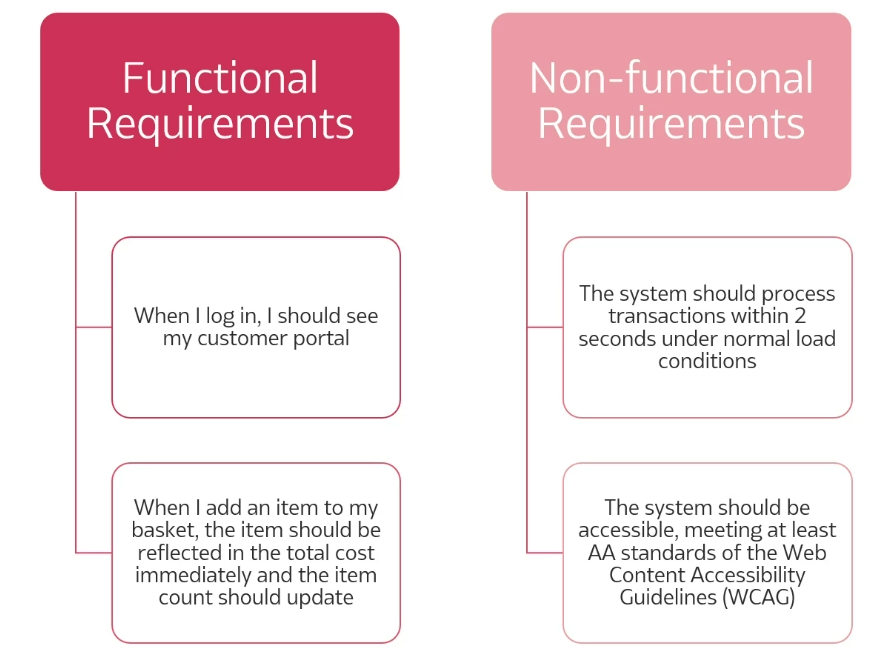 Functional
Requirements
When I log in, I should see
my customer portal
When I add an item to my
basket, the item should be
reflected in the total cost
immediately and the item
count should update
Non-functional
Requirements
The system should process
transactions within 2
seconds under normal load
conditions
The system should be
accessible, meeting at least
AA standards of the Web
Content Accessibility
Guidelines (WCAG)